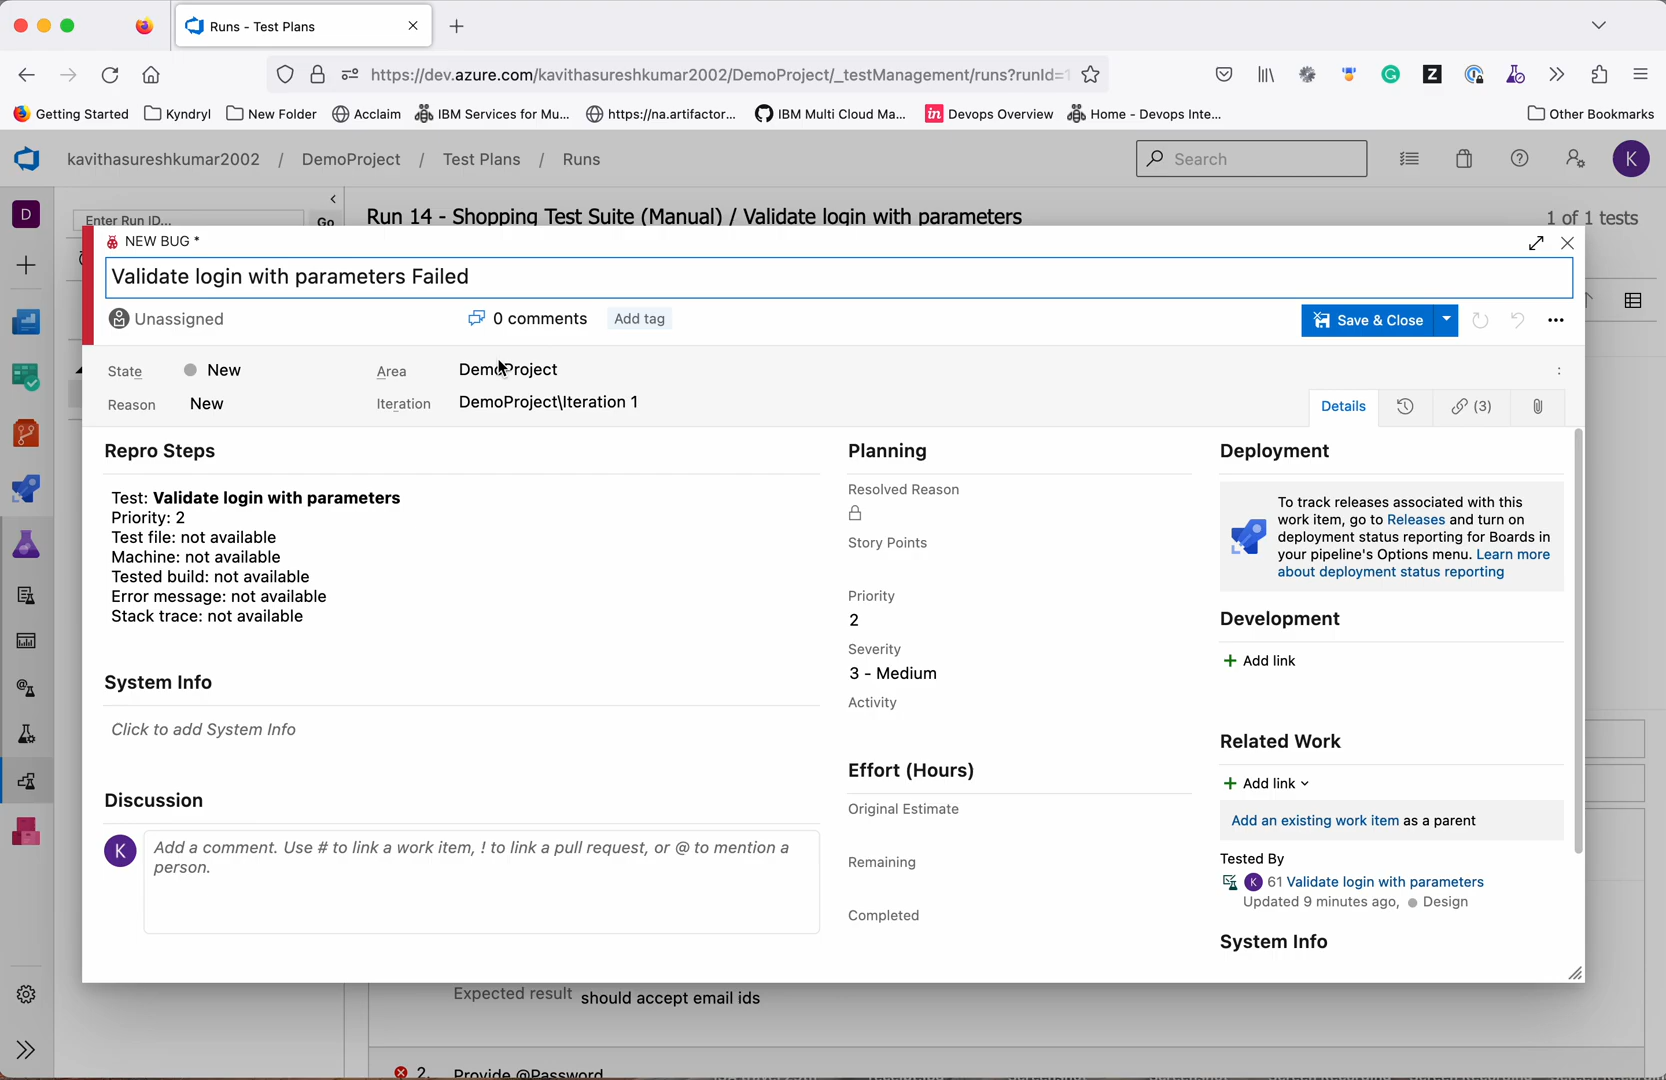 Runs - Test Plans
https://dev.azure.com/kavithasureshkumar2002/DemoProject/_testManagement/runs?runId=1
Getting Started
Kyndryl
New Folder
Acclaim
IBM Services for Mu...
https://na.artifactor...
IBM Multi Cloud Ma...
in Devops Overview
Home - Devops Inte...
Other Bookmarks
kavithasureshkumar2002 / DemoProject / Test Plans / Runs
Search
K
D
Enter Run ID...
Go
Run 14 - Shopping Test Suite (Manual) / Validate login with parameters
1 of 1 tests
NEW BUG *
Validate login with parameters Failed
Unassigned
0 comments
Add tag
Save & Close
State
New
Area
DemoProject
Reason
New
Iteration
DemoProject\Iteration 1
Details
(3)
Repro Steps
Test: Validate login with parameters
Priority: 2
Test file: not available
Machine: not available
Tested build: not available
Error message: not available
Stack trace: not available
System Info
Click to add System Info
Discussion
K
Add a comment. Use # to link a work item, ! to link a pull request, or @ to mention a
person.
Planning
Resolved Reason
Story Points
Priority
2
Severity
3 - Medium
Activity
Effort (Hours)
Original Estimate
Remaining
Completed
Deployment
To track releases associated with this
work item, go to Releases and turn on
deployment status reporting for Boards in
your pipeline's Options menu. Learn more
about deployment status reporting
Development
+ Add link
Related Work
+ Add link
Add an existing work item as a parent
Tested By
K 61 Validate login with parameters
Updated 9 minutes ago, Design
System Info
Expected result should accept email ids
2. Provide @Password